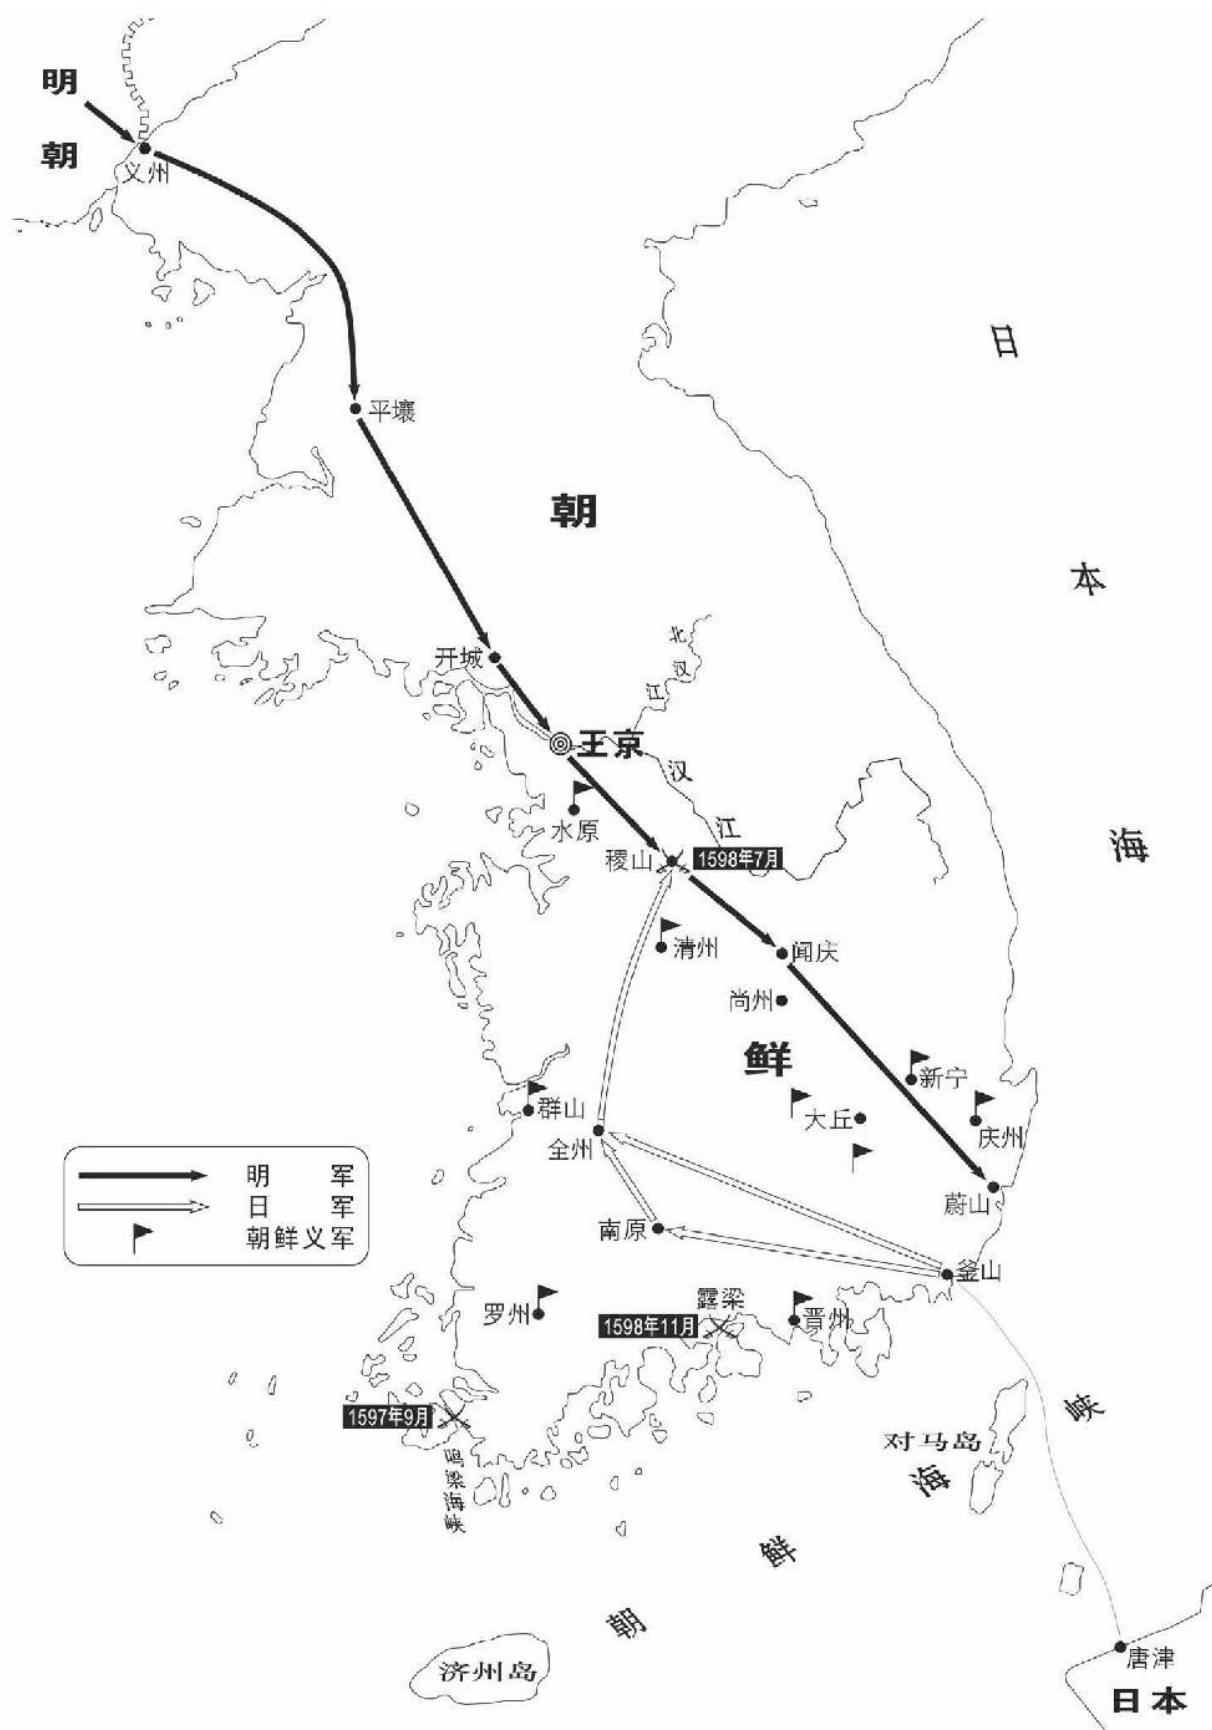 明
朝
义州
平壤
朝
日
本
海
开城
北
汉
江
王京
汉
江
水原
稷山
1598年7月
清州
闻庆
尚州
鲜
新宁
大丘
庆州
群山
全州
蔚山
明 军
日 军
朝鲜义军
南原
釜山
罗州
露梁
1598年11月
晋州
1597年9月
鸣梁海峡
对马岛
朝
鲜
海
峡
济州岛
唐津
日本